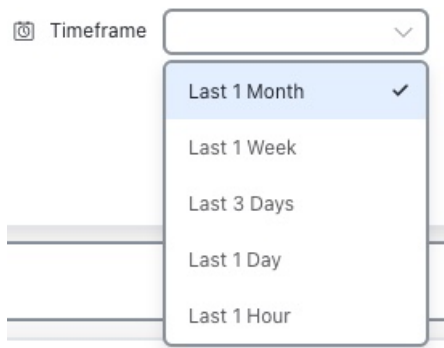 Timeframe
Last 1 Month
Last 1 Week
Last 3 Days
Last 1 Day
Last 1 Hour